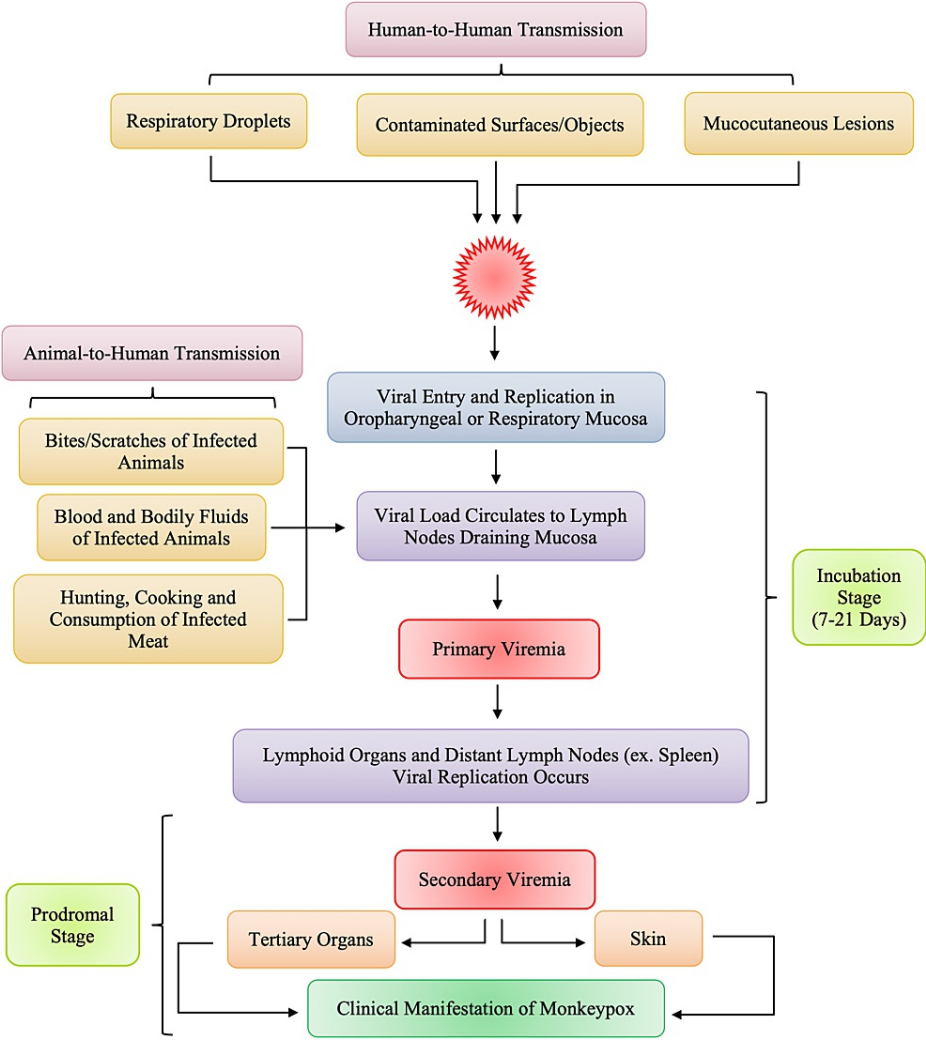 Human-to-Human Transmission
Respiratory Droplets
Contaminated Surfaces/Objects
Mucocutaneous Lesions
Animal-to-Human Transmission
Bites/Scratches of Infected
Animals
Blood and Bodily Fluids
of Infected Animals
Hunting, Cooking and
Consumption of Infected
Meat
Viral Entry and Replication in
Oropharyngeal or Respiratory Mucosa
Viral Load Circulates to Lymph
Nodes Draining Mucosa
Primary Viremia
Lymphoid Organs and Distant Lymph Nodes (ex. Spleen)
Viral Replication Occurs
Incubation
Stage
(7-21 Days)
Secondary Viremia
Prodromal
Stage
Tertiary Organs
Skin
Clinical Manifestation of Monkeypox